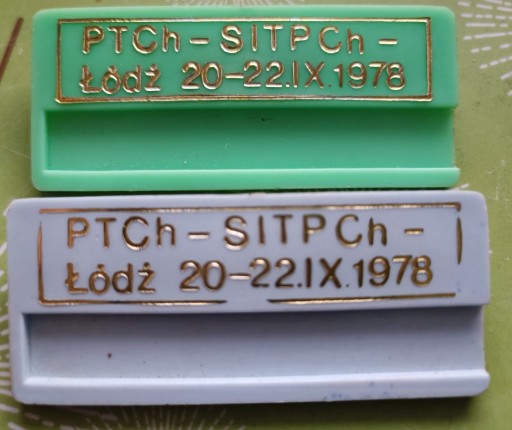 PTCh – SITPCh –
Łódź 20–22.IX.1978
PTCh – SITPCh –
Łódź 20–22.IX.1978